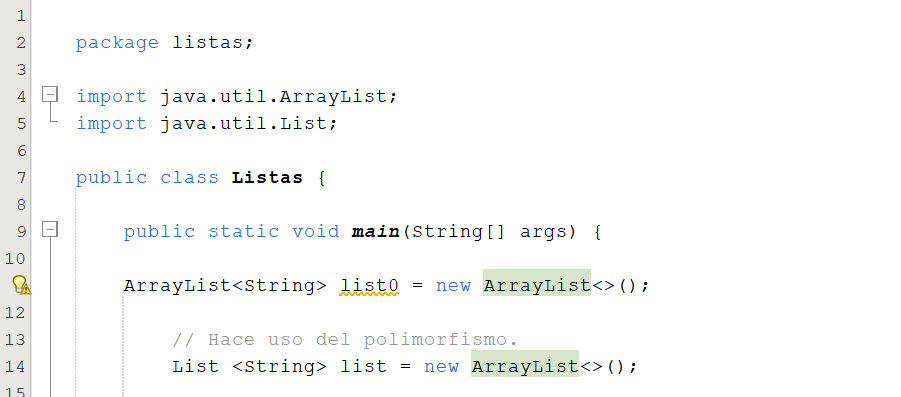 1
2 package listas;
3
4 import java.util.ArrayList;
5 import java.util.List;
6
7 public class Listas {
8
9 public static void main(String[] args) {
10
ArrayList<String> list0 = new ArrayList<>();
12
13 // Hace uso del polimorfismo.
14 List <String> list = new ArrayList<>();
15